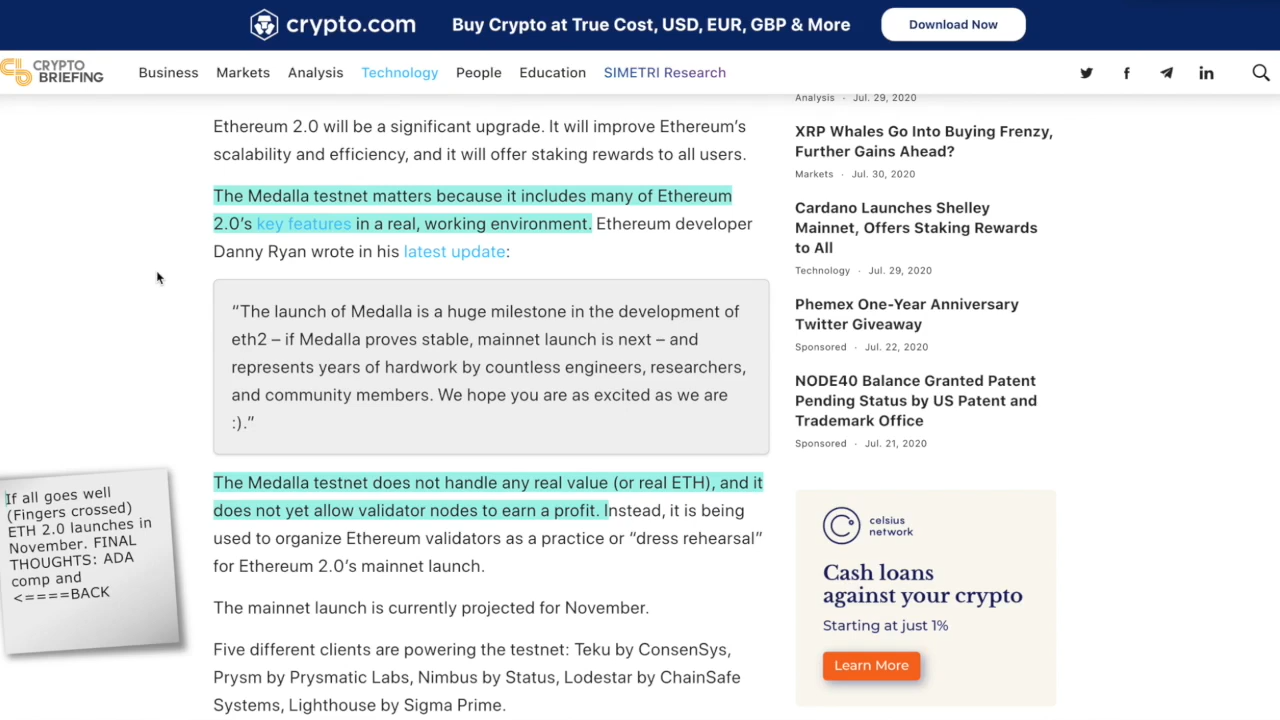 crypto.com
Buy Crypto at True Cost, USD, EUR, GBP & More
Download Now
CRYPTO
BRIEFING
Business
Markets
Analysis
Technology
People
Education
SIMETRI Research
Ethereum 2.0 will be a significant upgrade. It will improve Ethereum’s
scalability and efficiency, and it will offer staking rewards to all users.
The Medalla testnet matters because it includes many of Ethereum
2.0’s key features in a real, working environment. Ethereum developer
Danny Ryan wrote in his latest update:
“The launch of Medalla is a huge milestone in the development of
eth2 – if Medalla proves stable, mainnet launch is next – and
represents years of hardwork by countless engineers, researchers,
and community members. We hope you are as excited as we are
:).”
The Medalla testnet does not handle any real value (or real ETH), and it
does not yet allow validator nodes to earn a profit. Instead, it is being
used to organize Ethereum validators as a practice or “dress rehearsal”
for Ethereum 2.0’s mainnet launch.
The mainnet launch is currently projected for November.
Five different clients are powering the testnet: Teku by ConsenSys,
Prysm by Prysmatic Labs, Nimbus by Status, Lodestar by ChainSafe
Systems, Lighthouse by Sigma Prime.
If all goes well
(Fingers crossed)
ETH 2.0 launches in
November. FINAL
THOUGHTS: ADA
comp and
<====BACK
Analysis · Jul. 29, 2020
XRP Whales Go Into Buying Frenzy,
Further Gains Ahead?
Markets · Jul. 30, 2020
Cardano Launches Shelley
Mainnet, Offers Staking Rewards
to All
Technology · Jul. 29, 2020
Phemex One-Year Anniversary
Twitter Giveaway
Sponsored · Jul. 22, 2020
NODE40 Balance Granted Patent
Pending Status by US Patent and
Trademark Office
Sponsored · Jul. 21, 2020
celsius
network
Cash loans
against your crypto
Starting at just 1%
Learn More